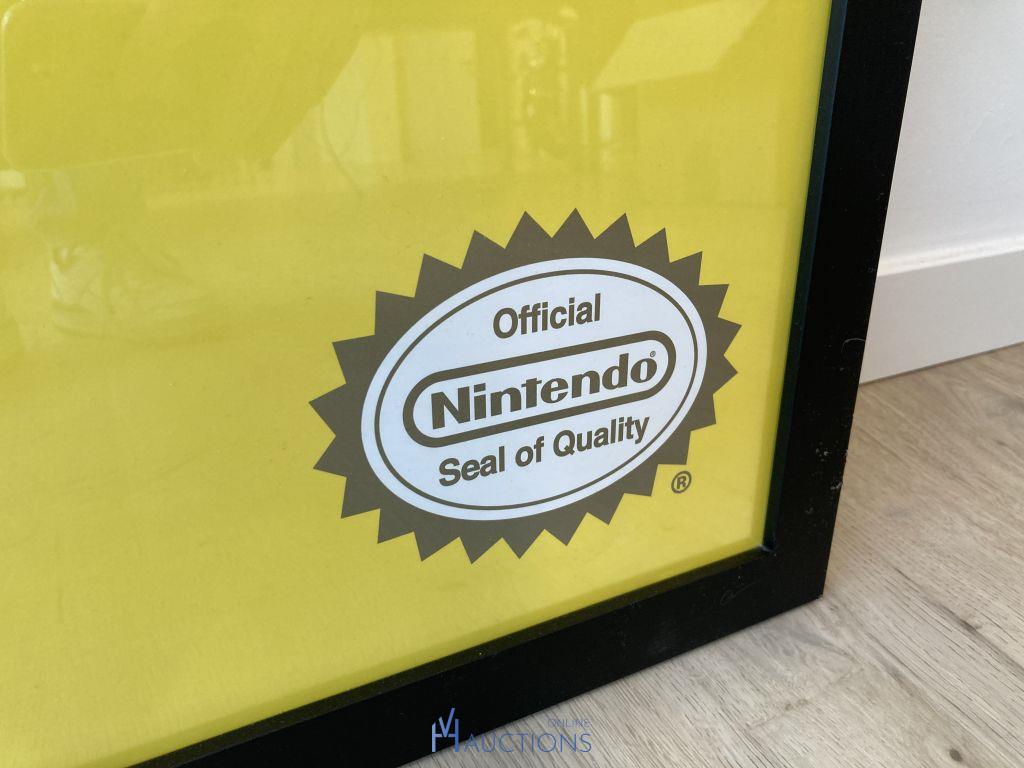 Official
Nintendo®
Seal of Quality
®
ONLINE
AUCTIONS